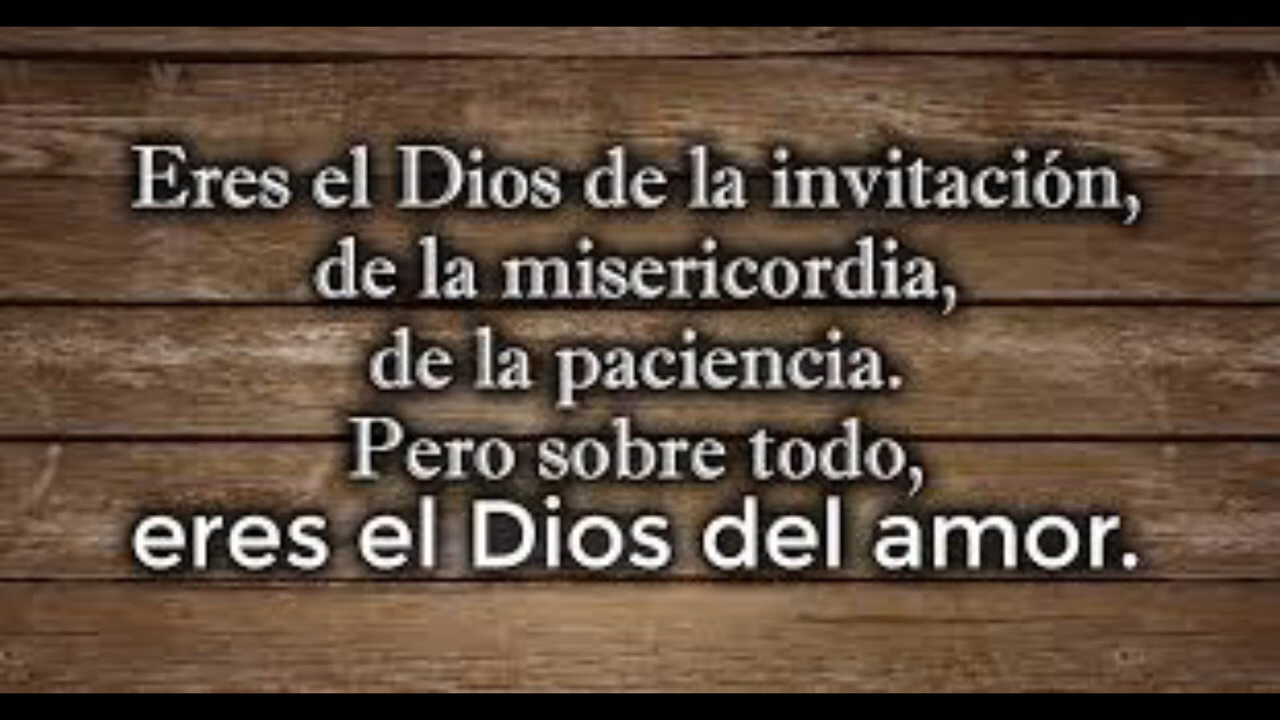 Eres el Dios de la invitación,
de la misericordia,
de la paciencia.
Pero sobre todo,
eres el Dios del amor.